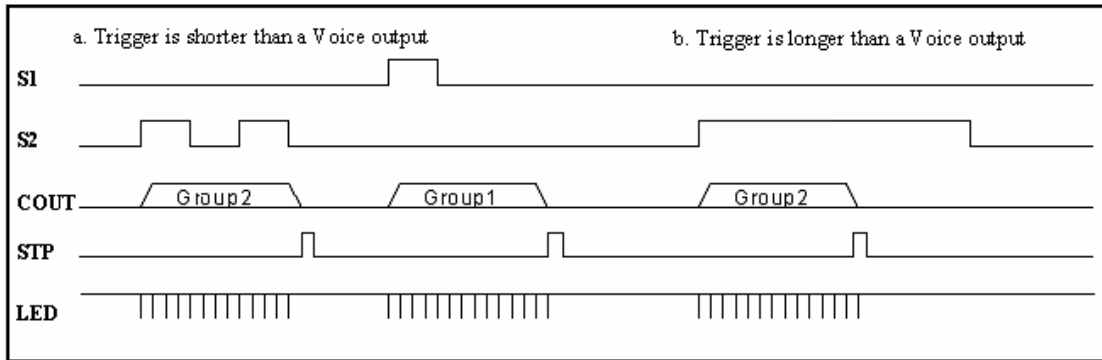 a. Trigger is shorter than a Voice output
b. Trigger is longer than a Voice output
S1
S2
COUT
Group2
Group1
Group2
STP
LED